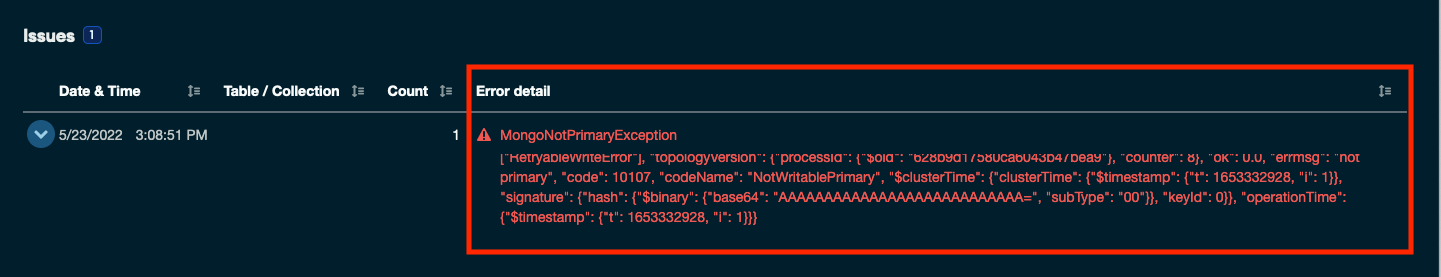 Issues 1
Date & Time Table / Collection Count Error detail
5/23/2022 3:08:51 PM 1 MongoNotPrimaryException
["RetryableWriteError"], "topologyVersion": {"processId": {"$oid": "628b9d17580ca6043b47bea9"}, "counter": 8}, "ok": 0.0, "errmsg": "not
primary", "code": 10107, "codeName": "NotWritablePrimary", "$clusterTime": {"clusterTime": {"$timestamp": {"t": 1653332928, "i": 1}},
"signature": {"hash": {"$binary": {"base64": "AAAAAAAAAAAAAAAAAAAAAAAAAAA=", "subType": "00"}}, "keyId": 0}}, "operationTime":
{"$timestamp": {"t": 1653332928, "i": 1}}}